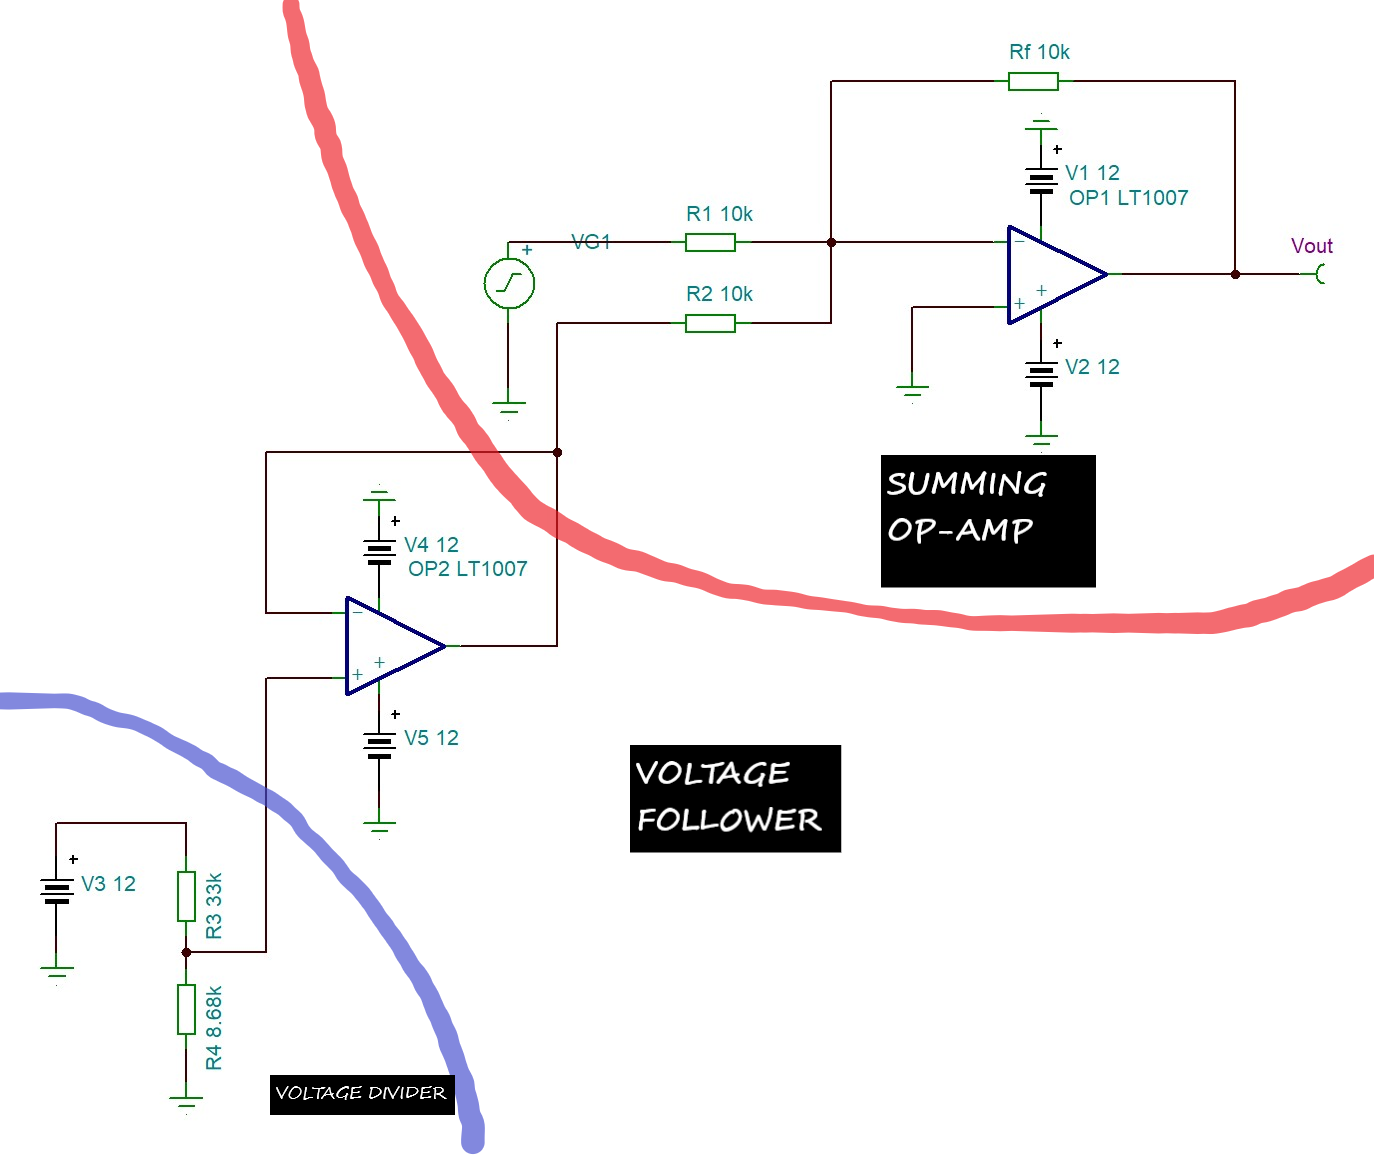 Rf 10k
+
V1 12
OP1 LT1007
R1 10k
VG1
+
Vout
R2 10k
−
+
+
+
V2 12
SUMMING
OP-AMP
+
V4 12
OP2 LT1007
−
+
+
+
V5 12
VOLTAGE
FOLLOWER
+
V3 12
R3 33k
R4 8.68k
VOLTAGE DIVIDER